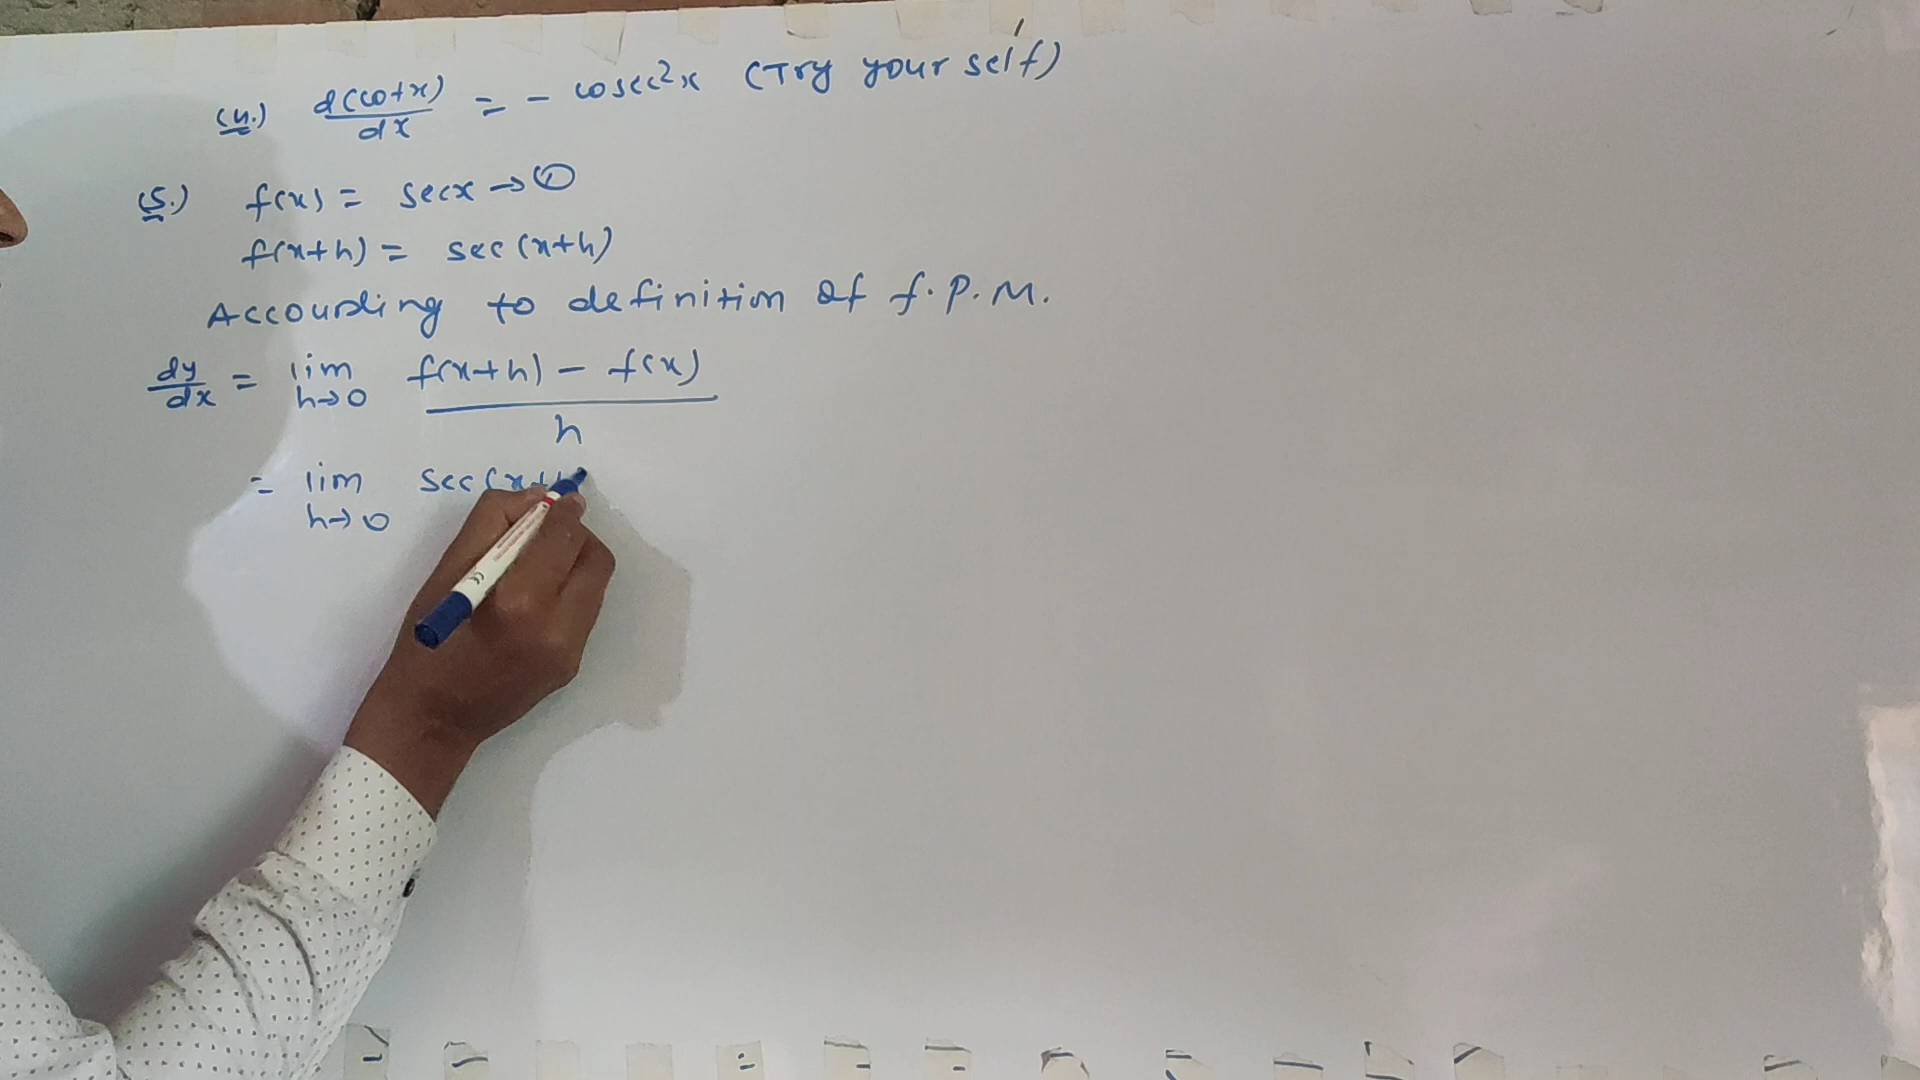 (4.) d(cotx)/dx = - cosec²x (Try your self)
(5.) f(x) = secx → ①
f(x+h) = sec(x+h)
According to definition of f.P.M.
dy/dx = lim h→0 f(x+h) - f(x) / h
= lim h→0 sec(x+h